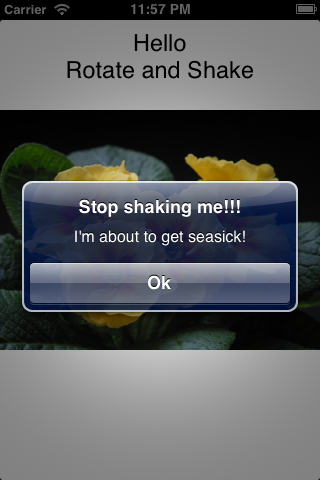 Carrier 11:57 PM
Hello
Rotate and Shake
Stop shaking me!!!
I'm about to get seasick!
Ok